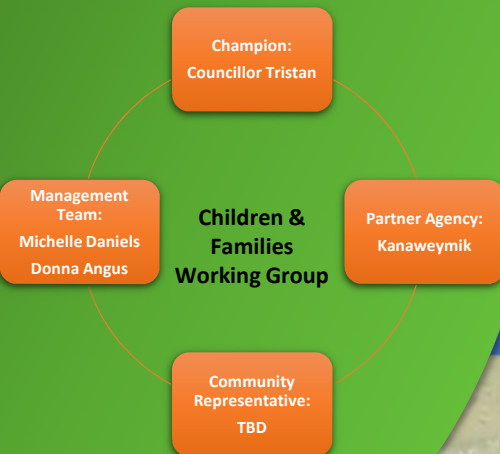 Champion:
Councillor Tristan
Management
Team:
Michelle Daniels
Donna Angus
Children &
Families
Working Group
Partner Agency:
Kanaweymik
Community
Representative:
TBD